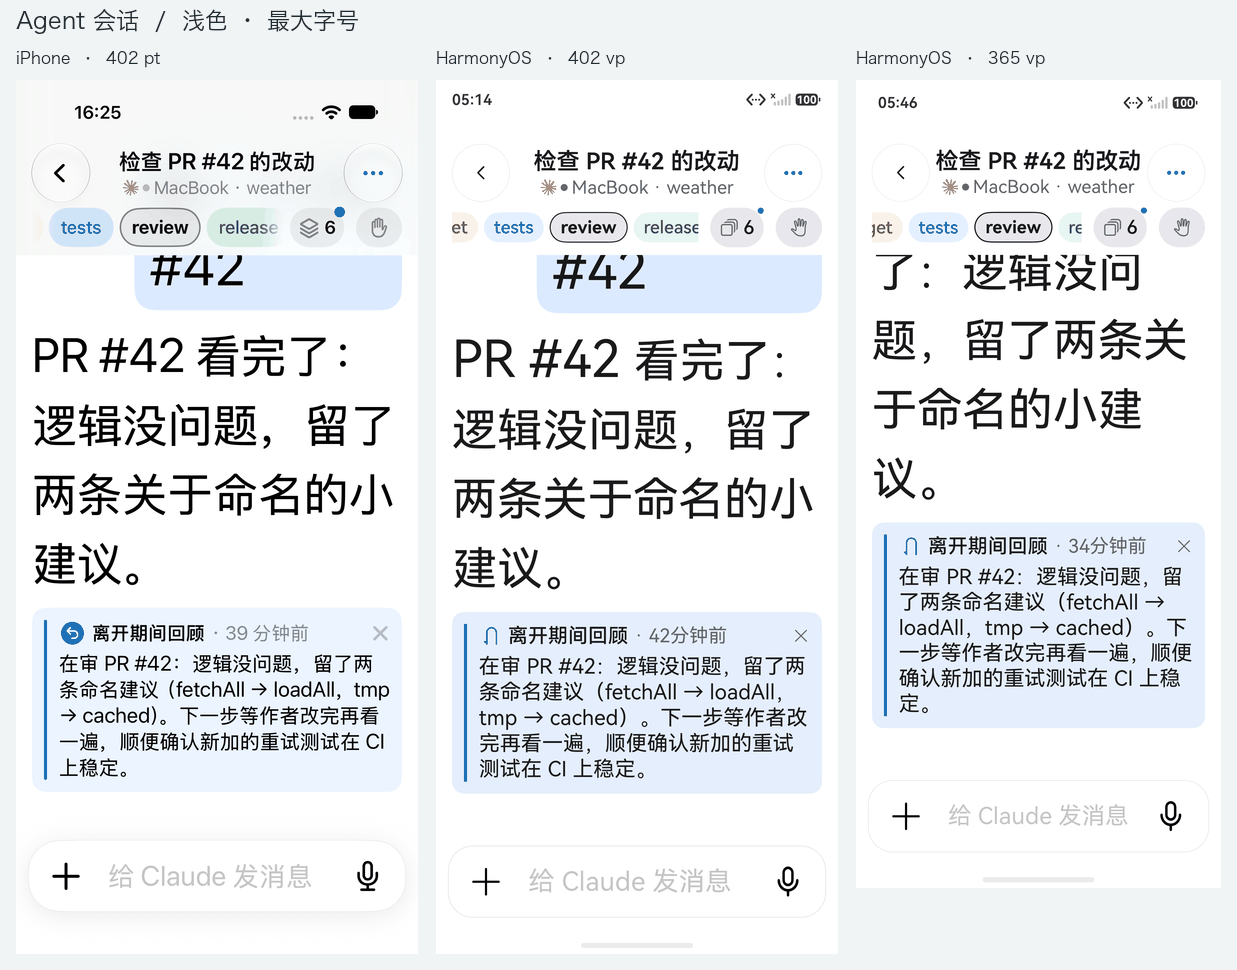 Agent 会话 / 浅色 · 最大字号
iPhone · 402 pt
16:25
检查 PR #42 的改动
MacBook · weather
tests
review
release
6
#42
PR #42 看完了：
逻辑没问题，留了
两条关于命名的小
建议。
离开期间回顾 · 39 分钟前
在审 PR #42：逻辑没问题，留了两
条命名建议（fetchAll → loadAll，tmp
→ cached）。下一步等作者改完再看
一遍，顺便确认新加的重试测试在 CI
上稳定。
给 Claude 发消息
HarmonyOS · 402 vp
05:14
100
检查 PR #42 的改动
MacBook · weather
et
tests
review
release
6
#42
PR #42 看完了：
逻辑没问题，留了
两条关于命名的小
建议。
离开期间回顾 · 42分钟前
在审 PR #42：逻辑没问题，留了两
条命名建议（fetchAll → loadAll，
tmp → cached）。下一步等作者改
完再看一遍，顺便确认新加的重试
测试在 CI 上稳定。
给 Claude 发消息
HarmonyOS · 365 vp
05:46
100
检查 PR #42 的改动
MacBook · weather
get
tests
review
re
6
了：逻辑没问
题，留了两条关
于命名的小建
议。
离开期间回顾 · 34分钟前
在审 PR #42：逻辑没问题，留
了两条命名建议（fetchAll →
loadAll，tmp → cached）。下
一步等作者改完再看一遍，顺便
确认新加的重试测试在 CI 上稳
定。
给 Claude 发消息